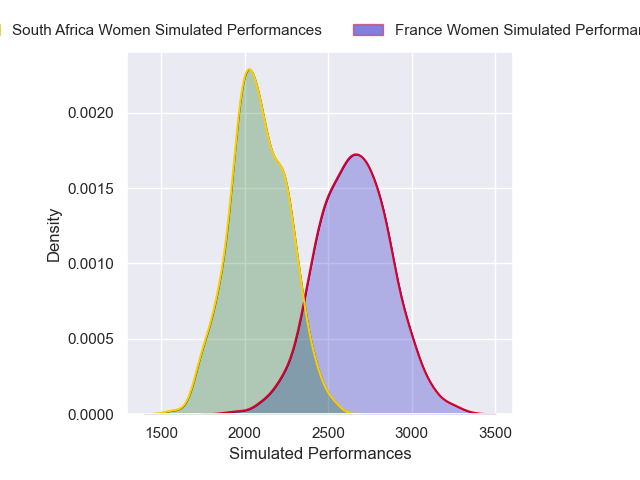 South Africa Women Simulated Performances
France Women Simulated
0.0020
0.0015
0.0010
0.0005
0.0000
Density
1500 2000 2500 3000 3500
Simulated Performances